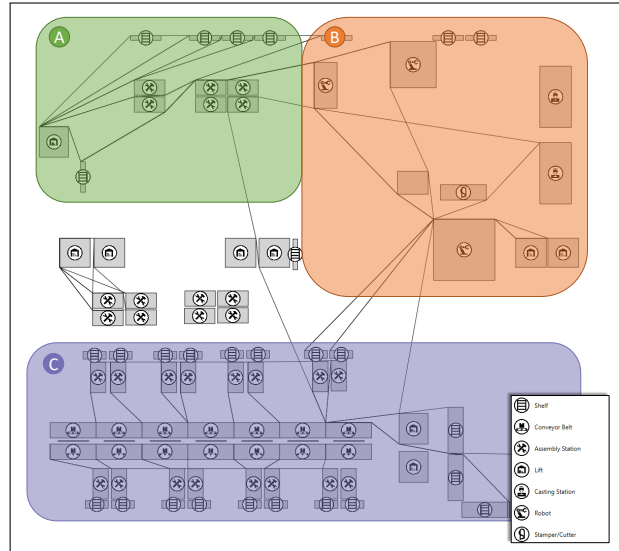 A
B
C
Shelf
Conveyor Belt
Assembly Station
Lift
Casting Station
Robot
Stamper/Cutter